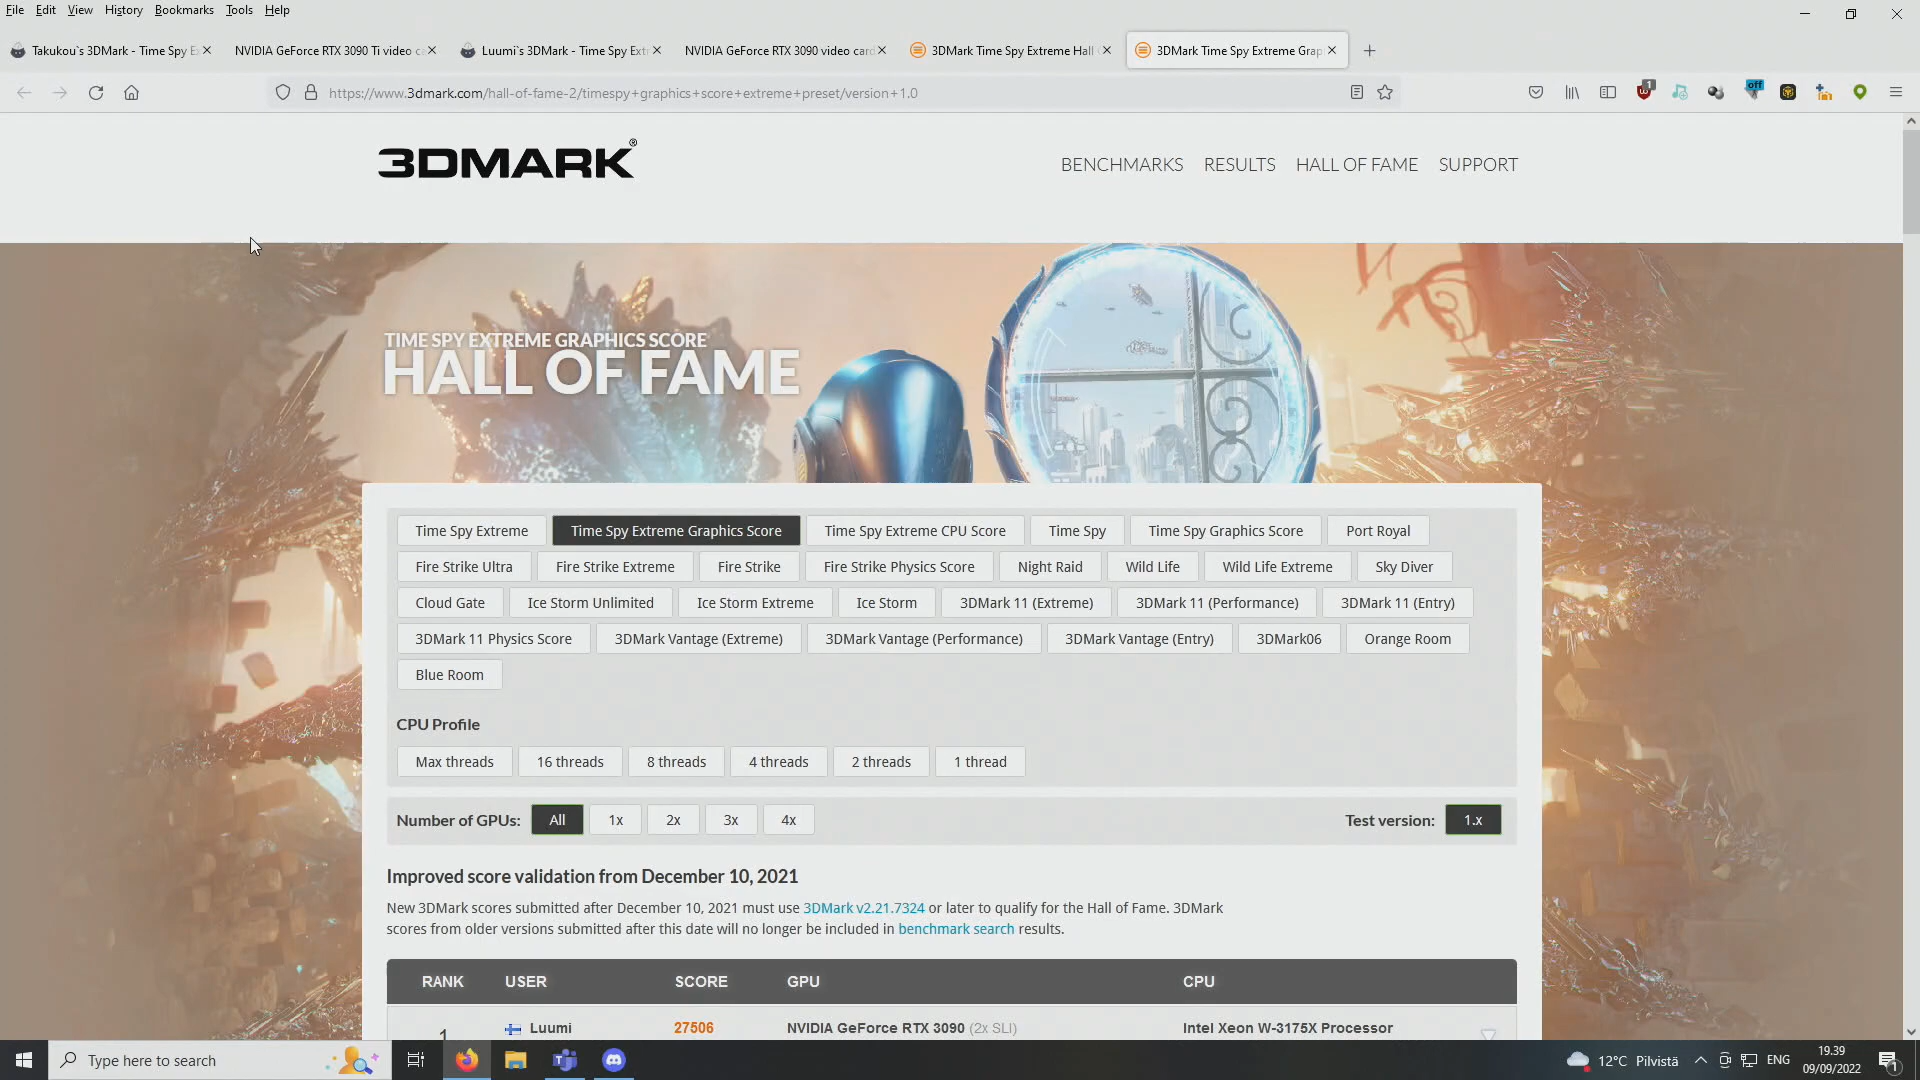 File Edit View History Bookmarks Tools Help
Takukou`s 3DMark - Time Spy E
NVIDIA GeForce RTX 3090 Ti video c
Luumi`s 3DMark - Time Spy Ext
NVIDIA GeForce RTX 3090 video card
3DMark Time Spy Extreme Hall
3DMark Time Spy Extreme Grap
https://www.3dmark.com/hall-of-fame-2/timespy+graphics+score+extreme+preset/version+1.0
1
off
3DMARK®
BENCHMARKS RESULTS HALL OF FAME SUPPORT
TIME SPY EXTREME GRAPHICS SCORE
HALL OF FAME
Time Spy Extreme Time Spy Extreme Graphics Score Time Spy Extreme CPU Score Time Spy Time Spy Graphics Score Port Royal
Fire Strike Ultra Fire Strike Extreme Fire Strike Fire Strike Physics Score Night Raid Wild Life Wild Life Extreme Sky Diver
Cloud Gate Ice Storm Unlimited Ice Storm Extreme Ice Storm 3DMark 11 (Extreme) 3DMark 11 (Performance) 3DMark 11 (Entry)
3DMark 11 Physics Score 3DMark Vantage (Extreme) 3DMark Vantage (Performance) 3DMark Vantage (Entry) 3DMark06 Orange Room
Blue Room
CPU Profile
Max threads 16 threads 8 threads 4 threads 2 threads 1 thread
Number of GPUs: All 1x 2x 3x 4x Test version: 1.x
Improved score validation from December 10, 2021
New 3DMark scores submitted after December 10, 2021 must use 3DMark v2.21.7324 or later to qualify for the Hall of Fame. 3DMark
scores from older versions submitted after this date will no longer be included in benchmark search results.
RANK USER SCORE GPU CPU
1 Luumi 27506 NVIDIA GeForce RTX 3090 (2x SLI) Intel Xeon W-3175X Processor
Type here to search
12°C Pilvistä ENG
19.39
09/09/2022
1